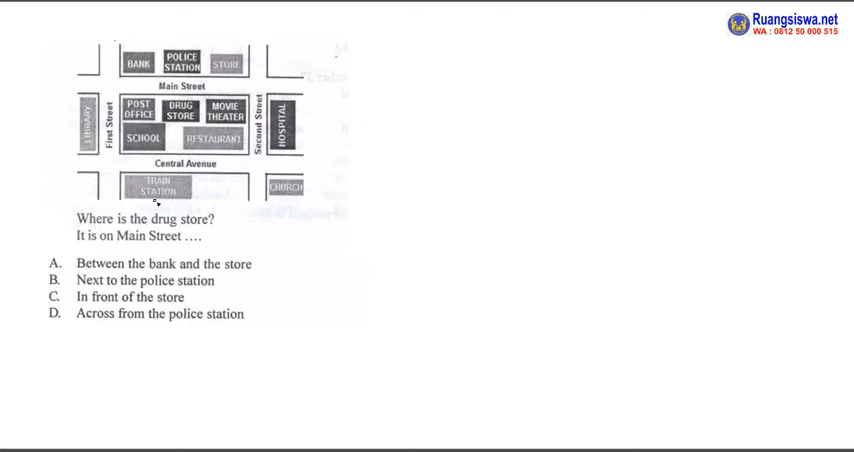 Ruangsiswa.net
WA : 0812 50 000 515
BANK
POLICE
STATION
STORE
Main Street
LIBRARY
First Street
POST
OFFICE
DRUG
STORE
MOVIE
THEATER
Second Street
HOSPITAL
SCHOOL
RESTAURANT
Central Avenue
TRAIN
STATION
CHURCH
Where is the drug store?
It is on Main Street ....
A. Between the bank and the store
B. Next to the police station
C. In front of the store
D. Across from the police station